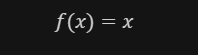 f(x) = x